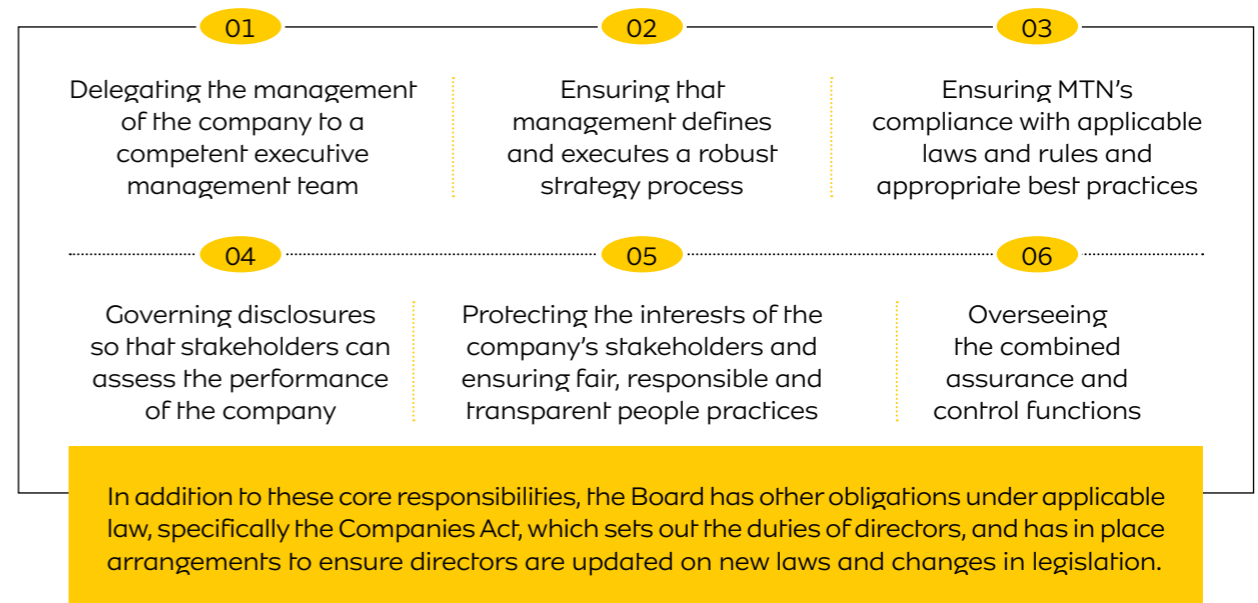 01
Delegating the management
of the company to a
competent executive
management team
02
Ensuring that
management defines
and executes a robust
strategy process
03
Ensuring MTN's
compliance with applicable
laws and rules and
appropriate best practices
04
Governing disclosures
so that stakeholders can
assess the performance
of the company
05
Protecting the interests of the
company's stakeholders and
ensuring fair, responsible and
transparent people practices
06
Overseeing
the combined
assurance and
control functions
In addition to these core responsibilities, the Board has other obligations under applicable
law, specifically the Companies Act, which sets out the duties of directors, and has in place
arrangements to ensure directors are updated on new laws and changes in legislation.